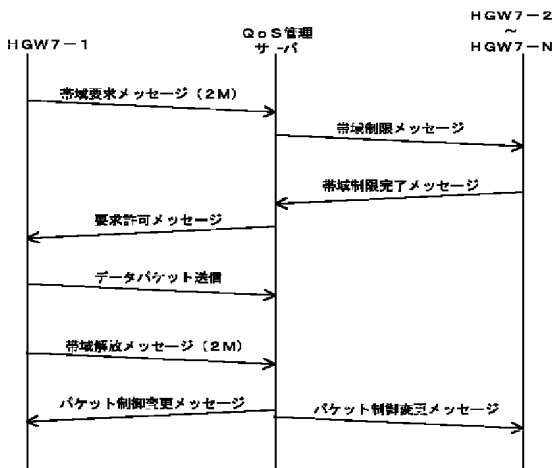 HGW7-1
QoS管理
サーバ
HGW7-2
~
HGW7-N
帯域要求メッセージ(2M)
帯域制限メッセージ
帯域制限完了メッセージ
要求許可メッセージ
データパケット送信
帯域解放メッセージ(2M)
パケット制御変更メッセージ
パケット制御変更メッセージ